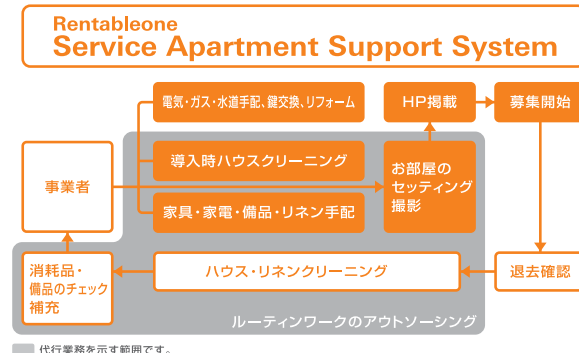 Rentableone
Service Apartment Support System
電気・ガス・水道手配、鍵交換、リフォーム
HP掲載
募集開始
事業者
導入時ハウスクリーニング
お部屋の
セッティング
撮影
家具・家電・備品・リネン手配
消耗品・
備品のチェック
補充
ハウス・リネンクリーニング
退去確認
ルーティンワークのアウトソーシング
代行業務を示す範囲です。